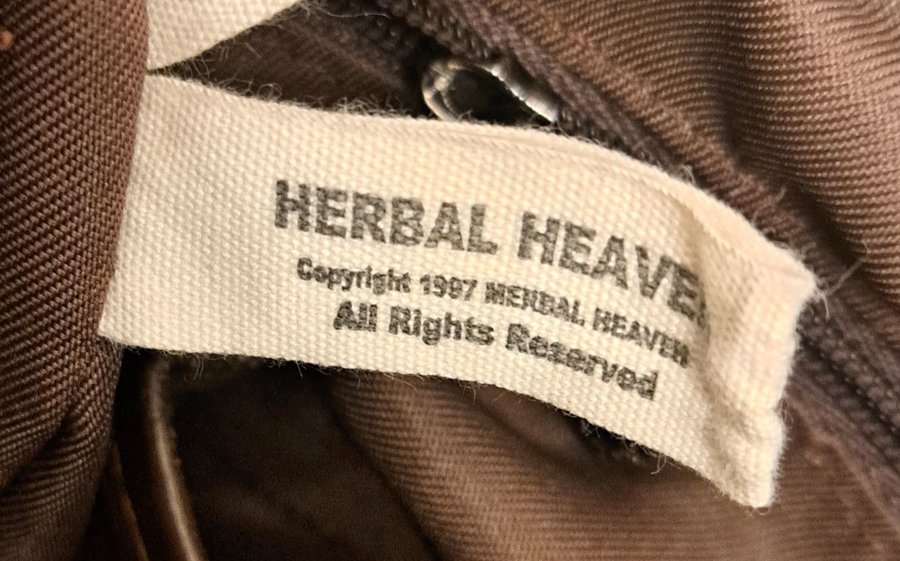 HERBAL HEAVEN
Copyright 1997 HERBAL HEAVEN
All Rights Reserved